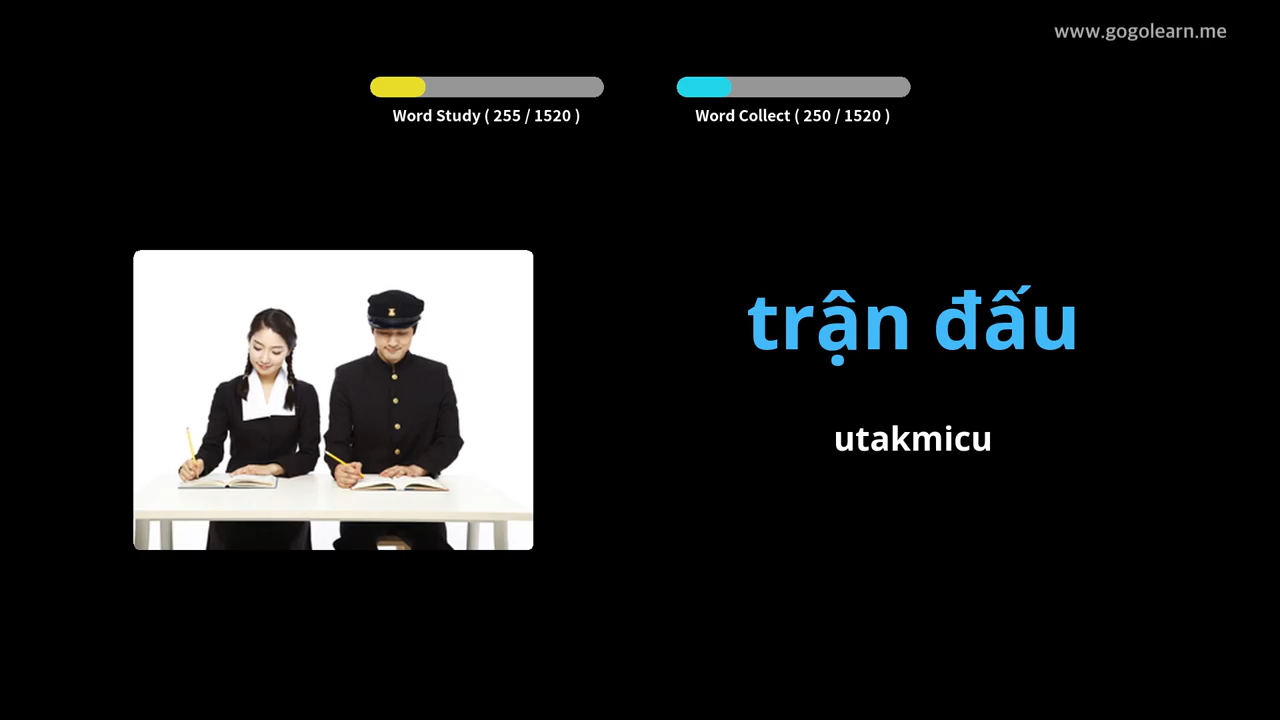 www.gogolearn.me
Word Study ( 255 / 1520 )
Word Collect ( 250 / 1520 )
trận đấu
utakmicu